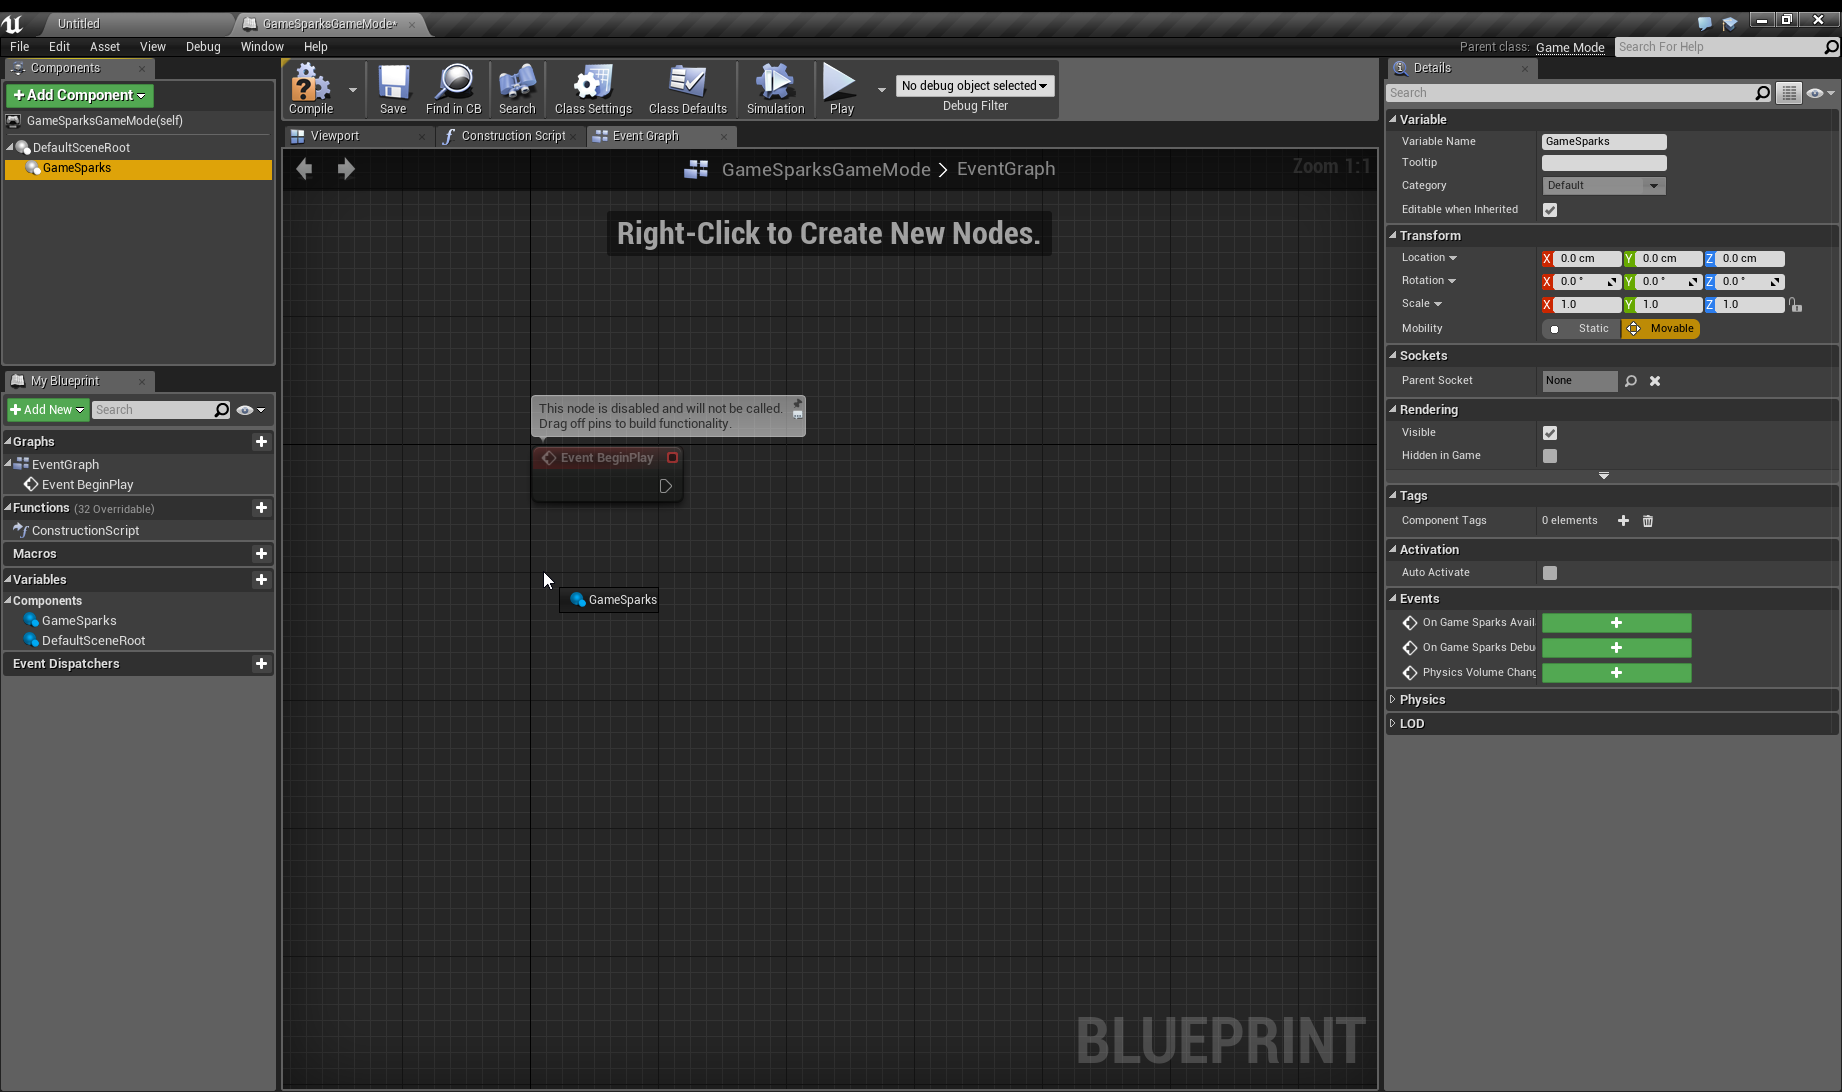 Untitled
GameSparksGameMode*
File Edit Asset View Debug Window Help
Parent class: Game Mode
Search For Help
Components
Add Component
GameSparksGameMode(self)
DefaultSceneRoot
GameSparks
My Blueprint
Add New
Search
Graphs
EventGraph
Event BeginPlay
Functions (32 Overridable)
ConstructionScript
Macros
Variables
Components
GameSparks
DefaultSceneRoot
Event Dispatchers
Compile
Save
Find in CB
Search
Class Settings
Class Defaults
Simulation
Play
No debug object selected
Debug Filter
Viewport
Construction Script
Event Graph
GameSparksGameMode > EventGraph
Zoom 1:1
Right-Click to Create New Nodes.
This node is disabled and will not be called.
Drag off pins to build functionality.
Event BeginPlay
GameSparks
BLUEPRINT
Details
Search
Variable
Variable Name GameSparks
Tooltip
Category Default
Editable when Inherited
Transform
Location X 0.0 cm Y 0.0 cm Z 0.0 cm
Rotation X 0.0 ° Y 0.0 ° Z 0.0 °
Scale X 1.0 Y 1.0 Z 1.0
Mobility Static Movable
Sockets
Parent Socket None
Rendering
Visible
Hidden in Game
Tags
Component Tags 0 elements
Activation
Auto Activate
Events
On Game Sparks Avail
On Game Sparks Debu
Physics Volume Chang
Physics
LOD